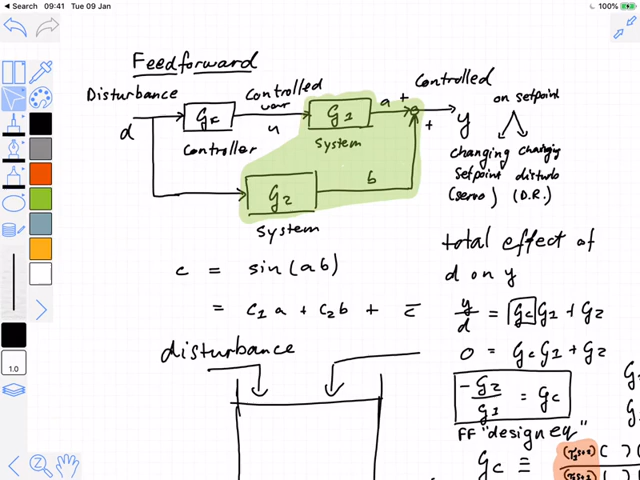 Search 09:41 Tue 09 Jan 100%
Feedforward
Disturbance
d
Gc
Controller
Controlled
var
u
G1
System
a +
+
Controlled
y
on setpoint
changing changing
Setpoint disturb
(servo) (D.R.)
G2
System
b
c = sin(ab)
= c1 a + c2 b + c̅
total effect of
d on y
y/d = Gc G1 + G2
0 = Gc G1 + G2
-G2/G1 = Gc
FF "design eq"
Gc ≡
disturbance
1.0